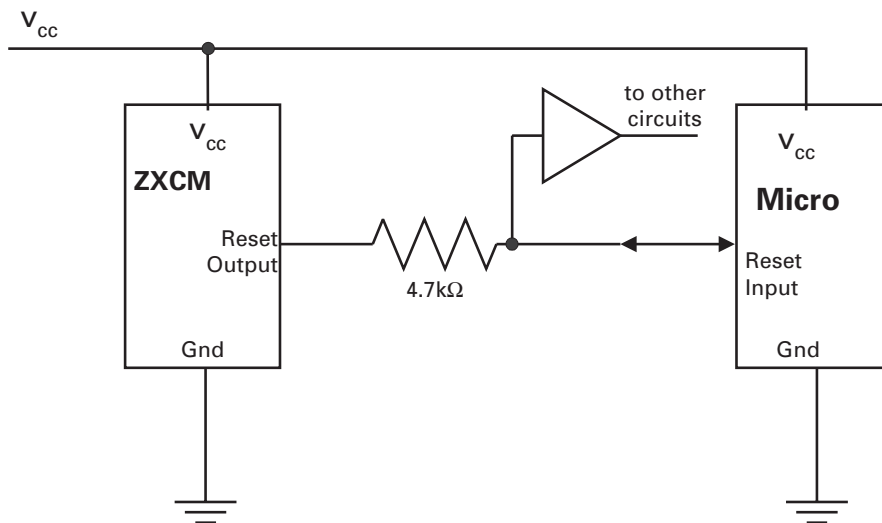 Vcc
to other
circuits
Vcc
ZXCM
Reset
Output
Gnd
4.7kΩ
Vcc
Micro
Reset
Input
Gnd